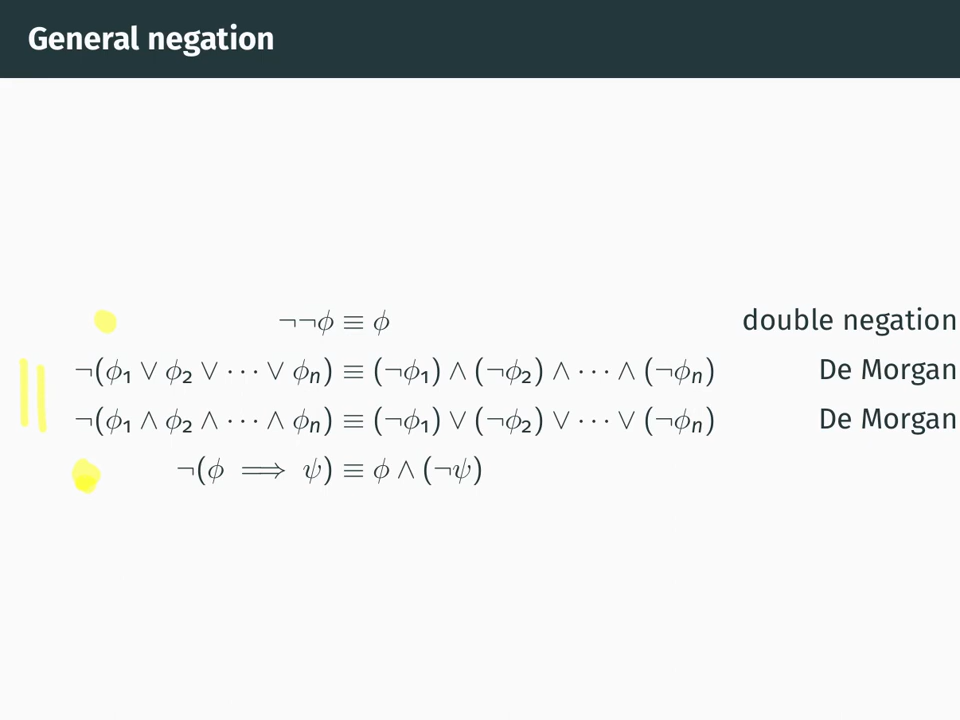 General negation
¬¬ϕ ≡ ϕ double negation
¬(ϕ₁ ∨ ϕ₂ ∨ ⋯ ∨ ϕₙ) ≡ (¬ϕ₁) ∧ (¬ϕ₂) ∧ ⋯ ∧ (¬ϕₙ) De Morgan
¬(ϕ₁ ∧ ϕ₂ ∧ ⋯ ∧ ϕₙ) ≡ (¬ϕ₁) ∨ (¬ϕ₂) ∨ ⋯ ∨ (¬ϕₙ) De Morgan
¬(ϕ ⟹ ψ) ≡ ϕ ∧ (¬ψ)